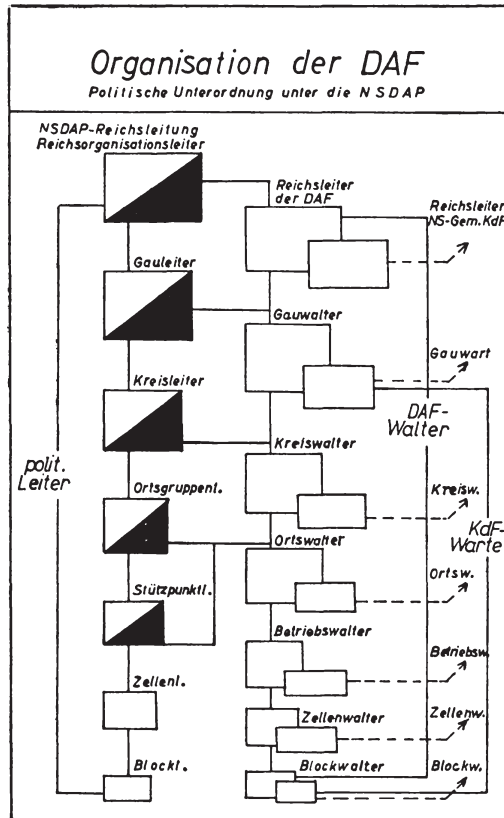 Organisation der DAF
Politische Unterordnung unter die NSDAP
NSDAP-Reichsleitung
Reichsorganisationsleiter
Reichsleiter
der DAF
Reichsleiter
NS-Gem.KdF
Gauleiter
Gauwalter
Gauwart
Kreisleiter
DAF-
Walter
Kreiswalter
polit.
Leiter
Ortsgruppenl.
Kreisw.
KdF-
Warte
Ortswalter
Ortsw.
Stützpunktl.
Betriebswalter
Betriebsw.
Zellenl.
Zellenwalter
Zellenw.
Blockl.
Blockwalter
Blockw.